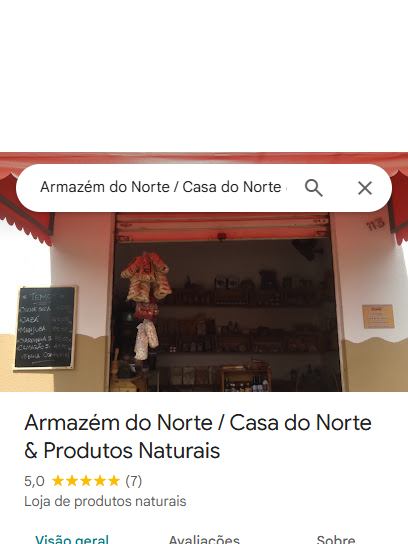 Armazém do Norte / Casa do Norte
113
TEMOS
Armazém do Norte / Casa do Norte
& Produtos Naturais
5,0 ★★★★★ (7)
Loja de produtos naturais
Visão geral Avaliações Sobre